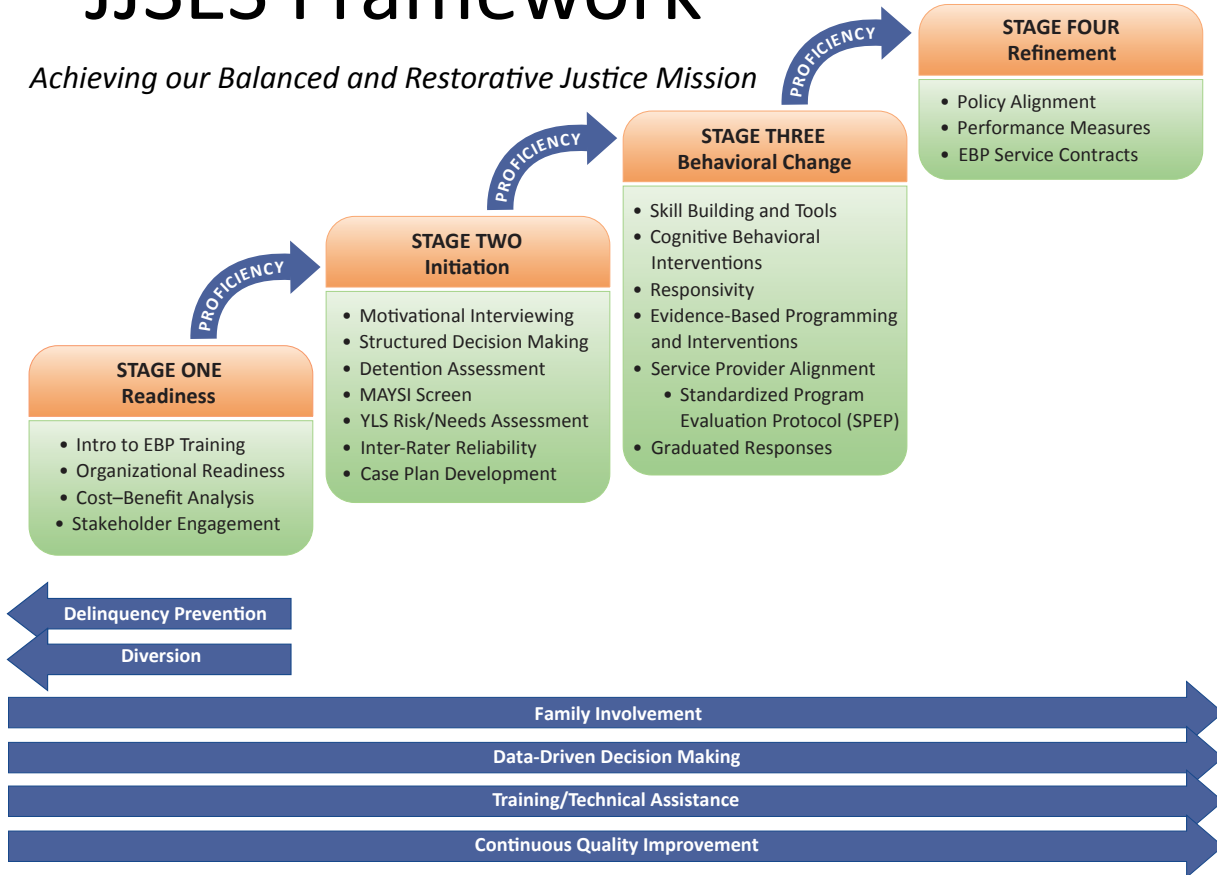 JJSES Framework
Achieving our Balanced and Restorative Justice Mission
STAGE ONE
Readiness
• Intro to EBP Training
• Organizational Readiness
• Cost–Benefit Analysis
• Stakeholder Engagement
PROFICIENCY
STAGE TWO
Initiation
• Motivational Interviewing
• Structured Decision Making
• Detention Assessment
• MAYSI Screen
• YLS Risk/Needs Assessment
• Inter-Rater Reliability
• Case Plan Development
PROFICIENCY
STAGE THREE
Behavioral Change
• Skill Building and Tools
• Cognitive Behavioral
Interventions
• Responsivity
• Evidence-Based Programming
and Interventions
• Service Provider Alignment
• Standardized Program
Evaluation Protocol (SPEP)
• Graduated Responses
PROFICIENCY
STAGE FOUR
Refinement
• Policy Alignment
• Performance Measures
• EBP Service Contracts
Delinquency Prevention
Diversion
Family Involvement
Data-Driven Decision Making
Training/Technical Assistance
Continuous Quality Improvement